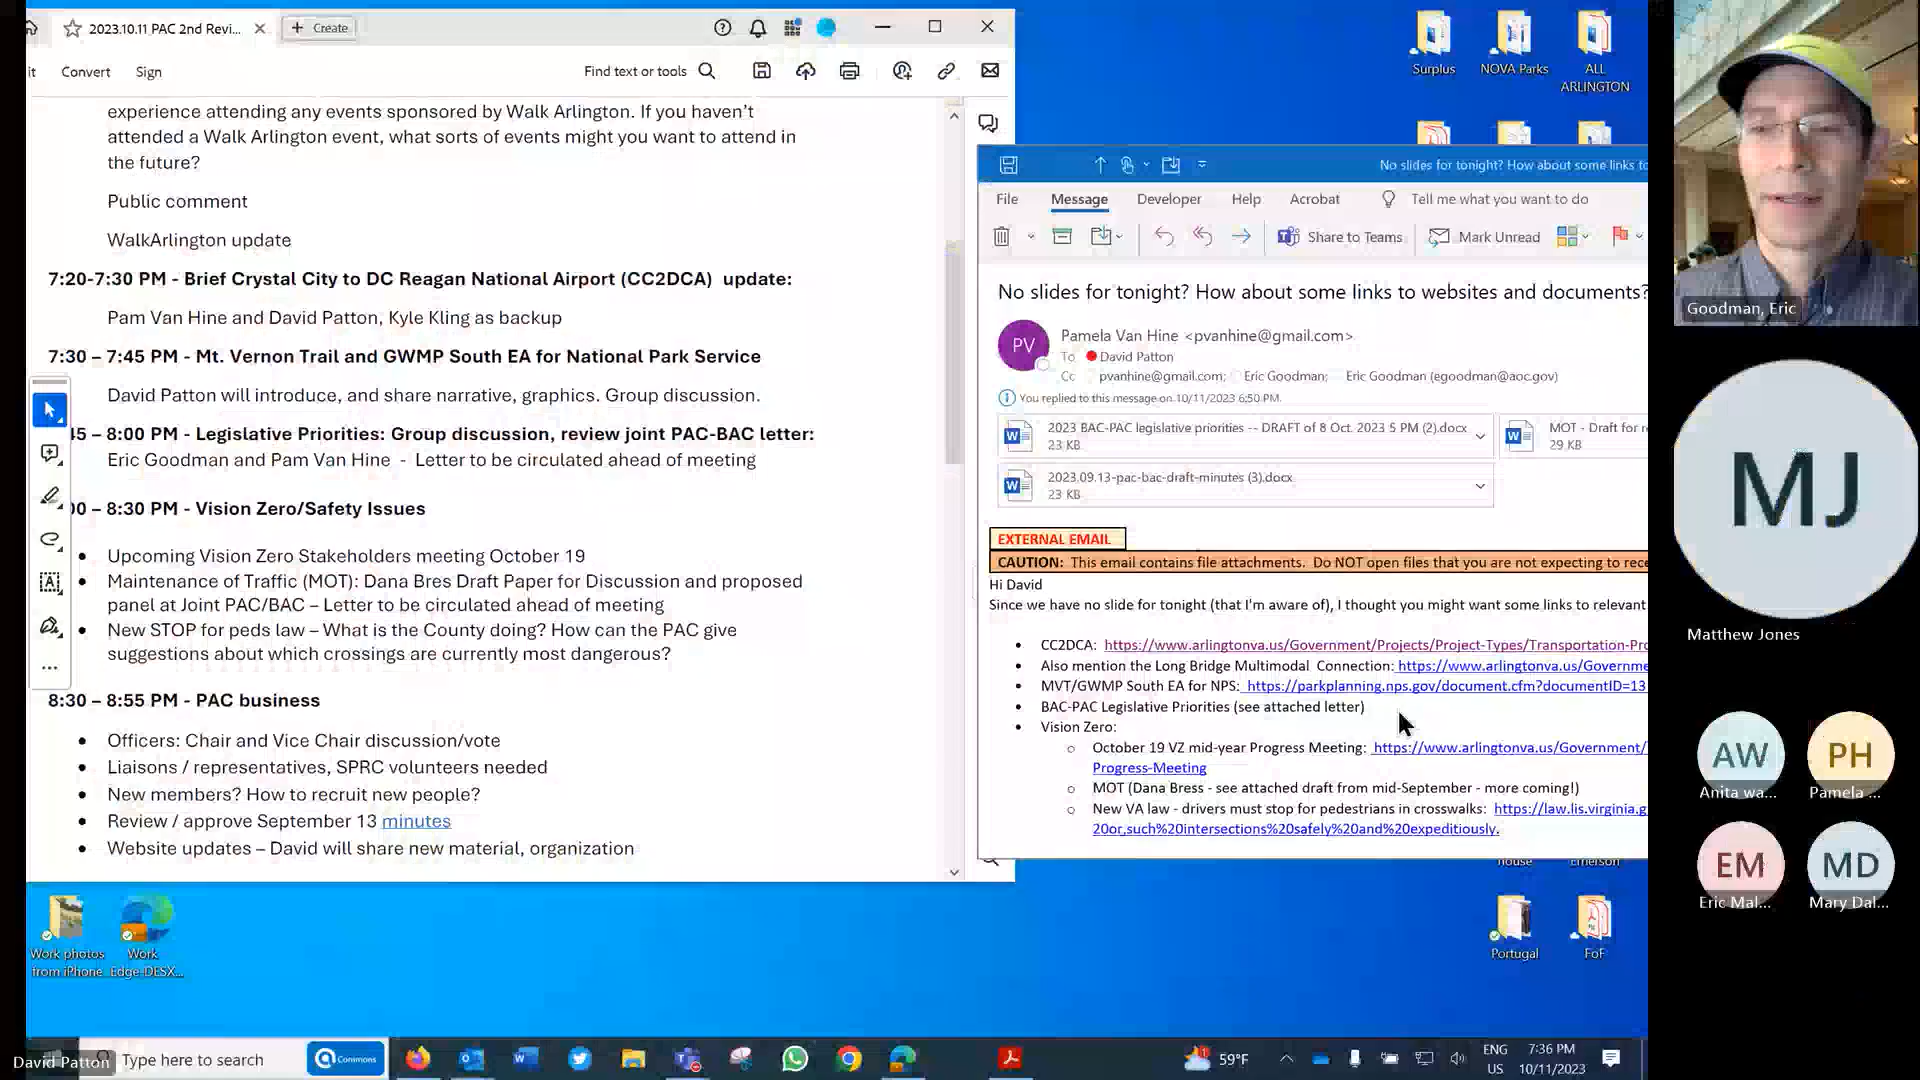 2023.10.11 PAC 2nd Revi...
Create
it
Convert
Sign
Find text or tools
experience attending any events sponsored by Walk Arlington. If you haven't
attended a Walk Arlington event, what sorts of events might you want to attend in
the future?
Public comment
WalkArlington update
7:20-7:30 PM - Brief Crystal City to DC Reagan National Airport (CC2DCA) update:
Pam Van Hine and David Patton, Kyle Kling as backup
7:30 – 7:45 PM - Mt. Vernon Trail and GWMP South EA for National Park Service
David Patton will introduce, and share narrative, graphics. Group discussion.
45 – 8:00 PM - Legislative Priorities: Group discussion, review joint PAC-BAC letter:
Eric Goodman and Pam Van Hine - Letter to be circulated ahead of meeting
00 – 8:30 PM - Vision Zero/Safety Issues
• Upcoming Vision Zero Stakeholders meeting October 19
• Maintenance of Traffic (MOT): Dana Bres Draft Paper for Discussion and proposed
panel at Joint PAC/BAC – Letter to be circulated ahead of meeting
• New STOP for peds law – What is the County doing? How can the PAC give
suggestions about which crossings are currently most dangerous?
8:30 – 8:55 PM - PAC business
• Officers: Chair and Vice Chair discussion/vote
• Liaisons / representatives, SPRC volunteers needed
• New members? How to recruit new people?
• Review / approve September 13 minutes
• Website updates – David will share new material, organization
Surplus
NOVA Parks
ALL
ARLINGTON
No slides for tonight? How about some links to
File
Message
Developer
Help
Acrobat
Tell me what you want to do
Share to Teams
Mark Unread
No slides for tonight? How about some links to websites and documents?
PV
Pamela Van Hine <pvanhine@gmail.com>
To David Patton
Cc pvanhine@gmail.com; Eric Goodman; Eric Goodman (egoodman@aoc.gov)
You replied to this message on 10/11/2023 6:50 PM.
2023 BAC-PAC legislative priorities -- DRAFT of 8 Oct. 2023 5 PM (2).docx
23 KB
MOT - Draft for r
29 KB
2023.09.13-pac-bac-draft-minutes (3).docx
23 KB
EXTERNAL EMAIL
CAUTION: This email contains file attachments. Do NOT open files that you are not expecting to rece
Hi David
Since we have no slide for tonight (that I'm aware of), I thought you might want some links to relevant
• CC2DCA: https://www.arlingtonva.us/Government/Projects/Project-Types/Transportation-Pro
• Also mention the Long Bridge Multimodal Connection: https://www.arlingtonva.us/Governme
• MVT/GWMP South EA for NPS: https://parkplanning.nps.gov/document.cfm?documentID=13
• BAC-PAC Legislative Priorities (see attached letter)
• Vision Zero:
o October 19 VZ mid-year Progress Meeting: https://www.arlingtonva.us/Government/
Progress-Meeting
o MOT (Dana Bress - see attached draft from mid-September - more coming!)
o New VA law - drivers must stop for pedestrians in crosswalks: https://law.lis.virginia.g
20or,such%20intersections%20safely%20and%20expeditiously.
house
Emerson
Work photos
from iPhone
Work
Edge-DESX...
Portugal
FoF
David Patton
Type here to search
Commons
59°F
ENG
US
7:36 PM
10/11/2023
Goodman, Eric
MJ
Matthew Jones
AW
Anita wa...
PH
Pamela ...
EM
Eric Mal...
MD
Mary Dal...